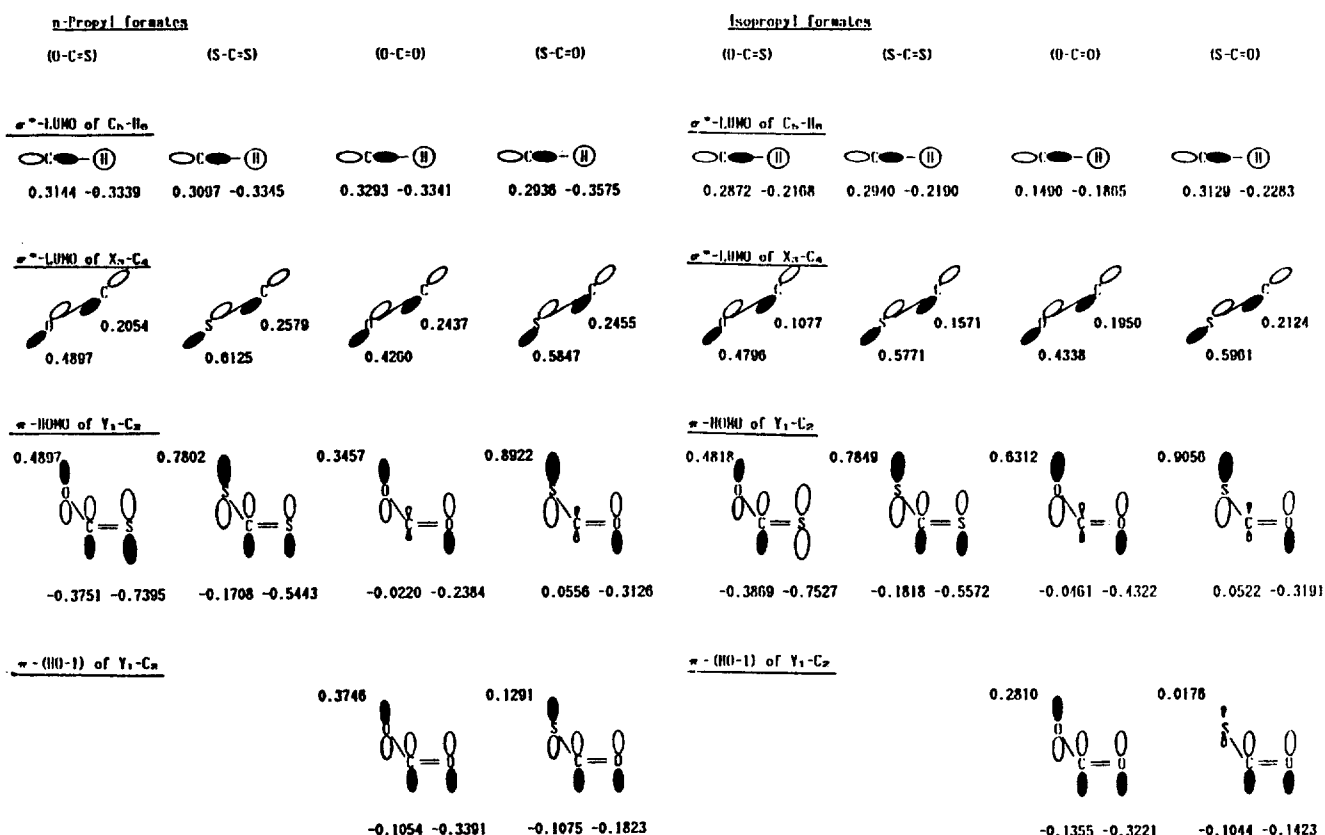 n-Propyl formates Isopropyl formates
(O-C=S) (S-C=S) (O-C=O) (S-C=O) (O-C=S) (S-C=S) (O-C=O) (S-C=O)
σ*-LUMO of C₅-H₆ σ*-LUMO of C₅-H₆
C H C H C H C H C H C H C H C H
0.3144 -0.3339 0.3097 -0.3345 0.3293 -0.3341 0.2936 -0.3575 0.2872 -0.2168 0.2940 -0.2190 0.1490 -0.1865 0.3129 -0.2283
σ*-LUMO of X₃-C₄ σ*-LUMO of X₃-C₄
C C C C C C C C
O 0.2054 S 0.2579 O 0.2437 S 0.2455 O 0.1077 S 0.1571 O 0.1950 S 0.2124
0.4897 0.6125 0.4260 0.5847 0.4796 0.5771 0.4338 0.5961
π-HOMO of Y₁-C₂ π-HOMO of Y₁-C₂
0.4897 0.7802 0.3457 0.8922 0.4818 0.7849 0.6312 0.9056
O S O S O S O S
C = S C = S C = O C = O C = S C = S C = O C = O
-0.3751 -0.7395 -0.1708 -0.5443 -0.0220 -0.2384 0.0556 -0.3126 -0.3869 -0.7527 -0.1818 -0.5572 -0.0461 -0.4322 0.0522 -0.3191
π-(HO-1) of Y₁-C₂ π-(HO-1) of Y₁-C₂
0.3746 0.1291 0.2810 0.0176
O S O S
C = O C = O C = O C = O
-0.1054 -0.3391 -0.1075 -0.1823 -0.1355 -0.3221 -0.1044 -0.1423